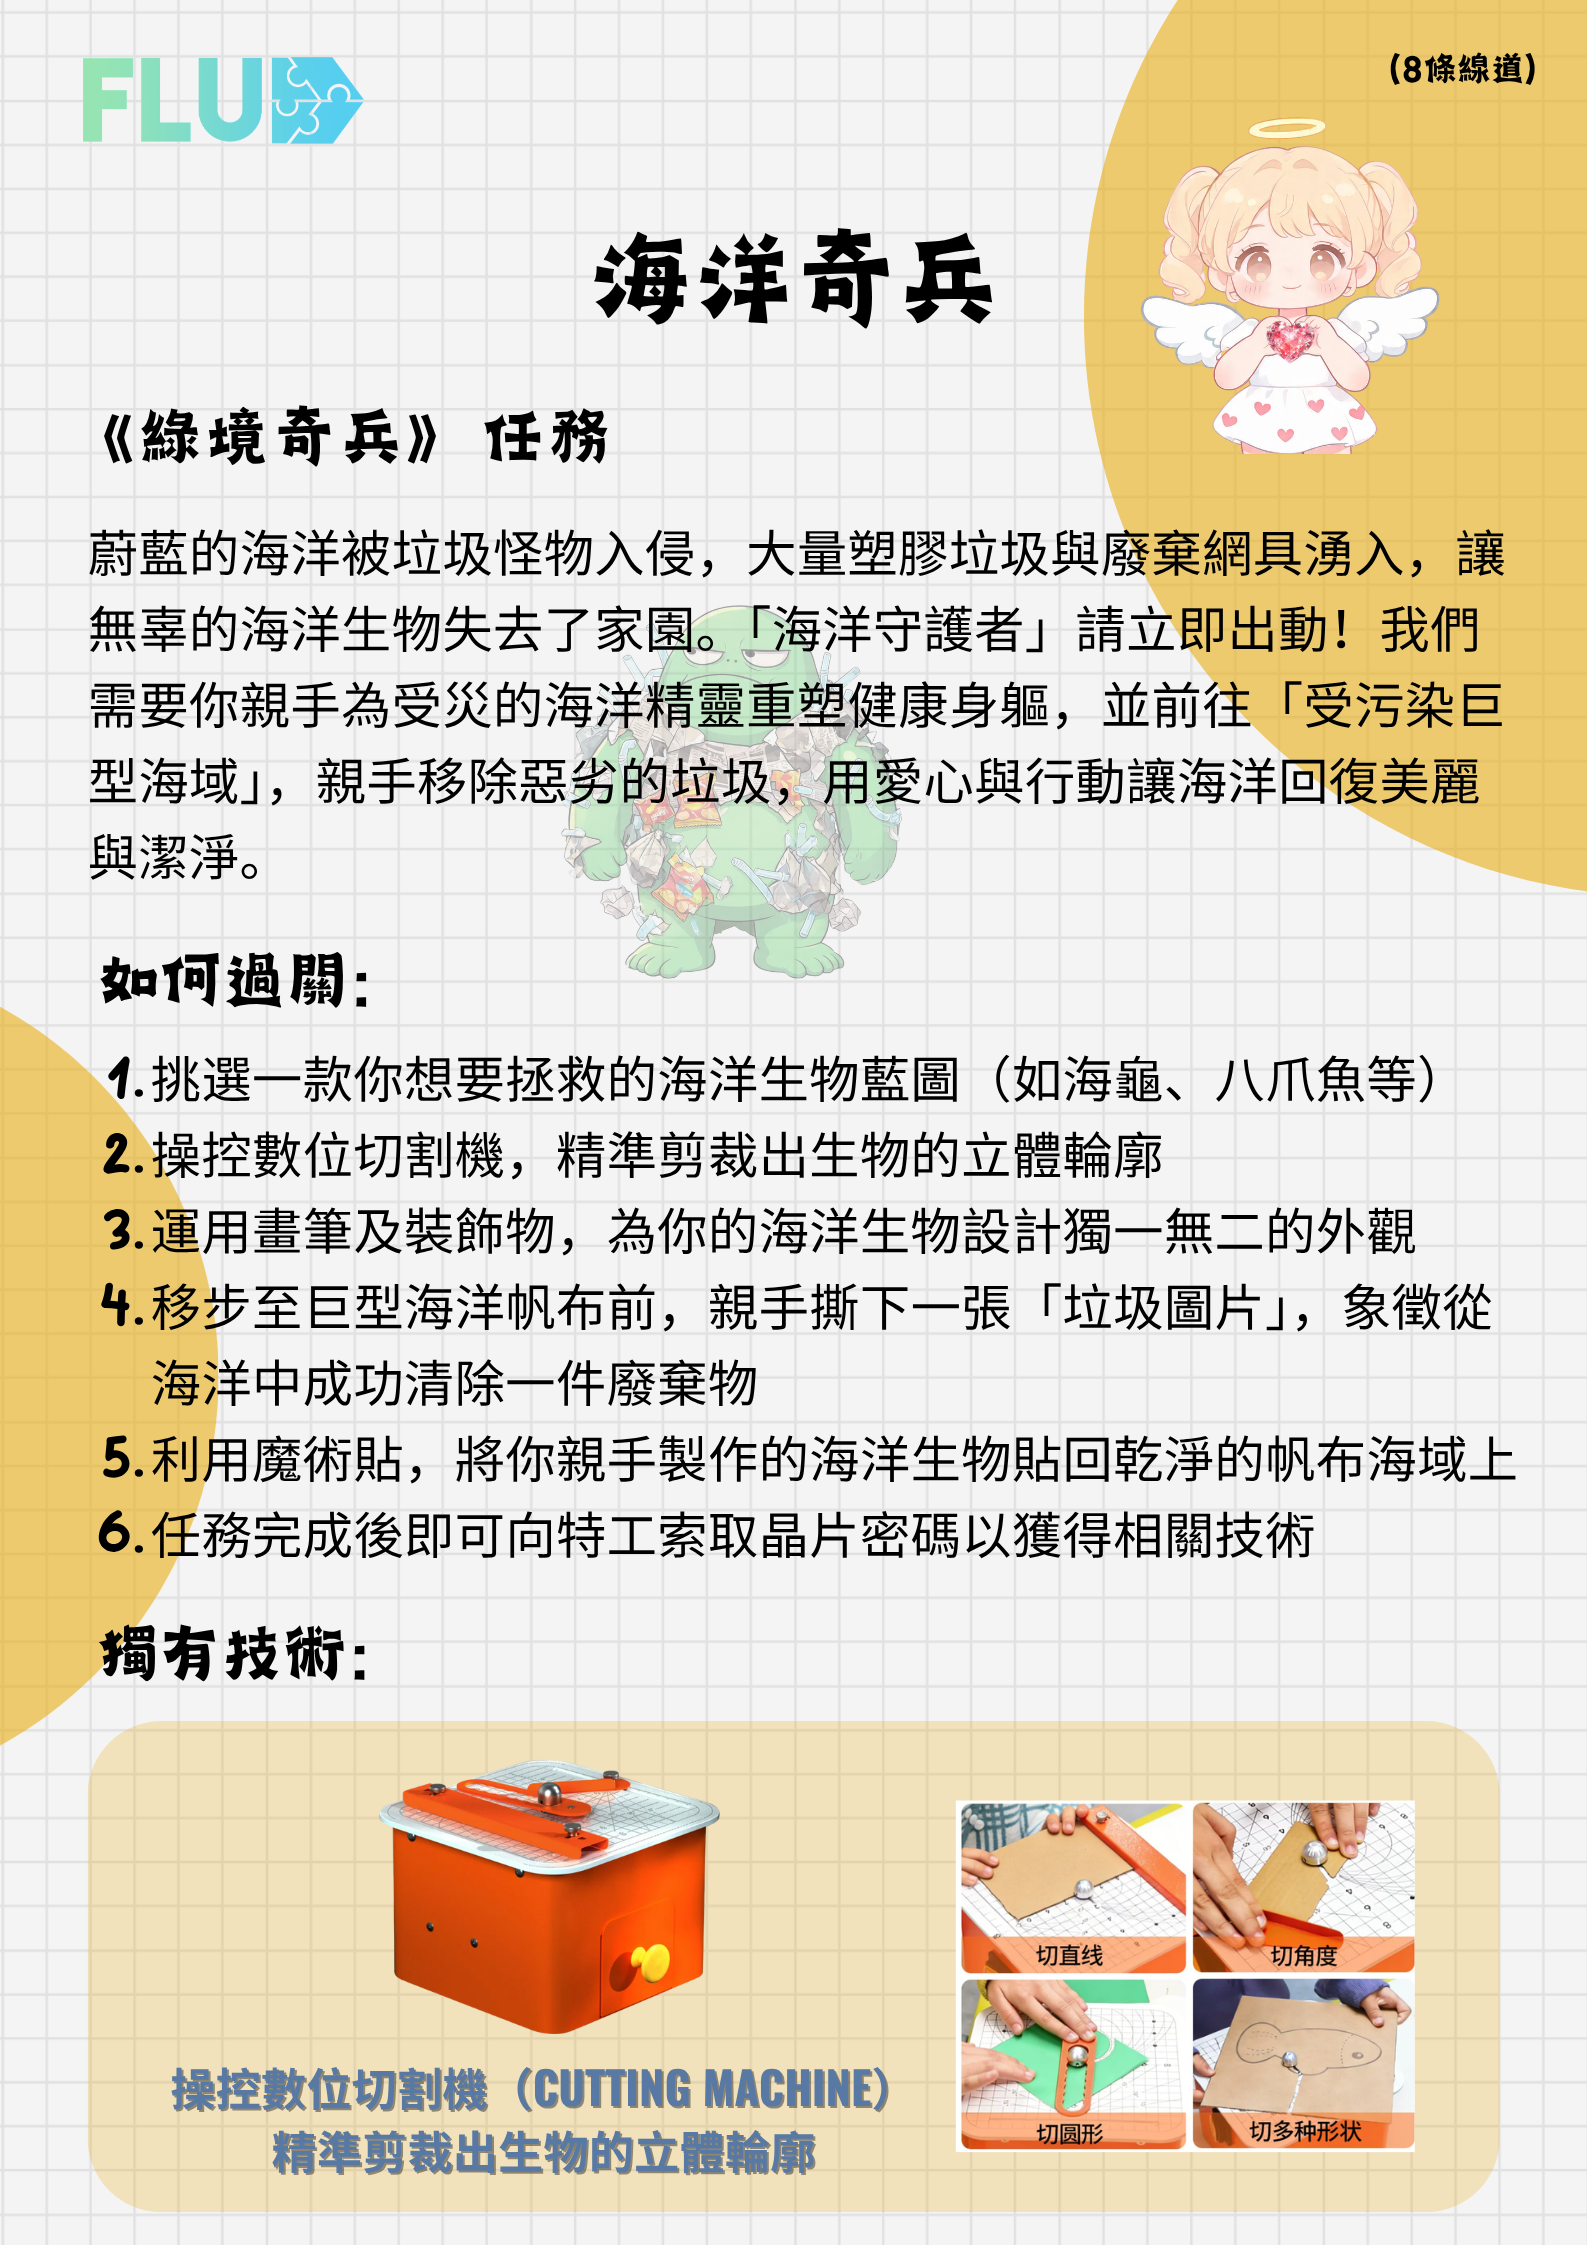 FLUD
(8條線道)
海洋奇兵
《綠境奇兵》 任務
蔚藍的海洋被垃圾怪物入侵，大量塑膠垃圾與廢棄網具湧入，讓
無辜的海洋生物失去了家園。「海洋守護者」請立即出動！我們
需要你親手為受災的海洋精靈重塑健康身軀，並前往「受污染巨
型海域」，親手移除惡劣的垃圾，用愛心與行動讓海洋回復美麗
與潔淨。
如何過關：
1.挑選一款你想要拯救的海洋生物藍圖（如海龜、八爪魚等）
2.操控數位切割機，精準剪裁出生物的立體輪廓
3.運用畫筆及裝飾物，為你的海洋生物設計獨一無二的外觀
4.移步至巨型海洋帆布前，親手撕下一張「垃圾圖片」，象徵從
海洋中成功清除一件廢棄物
5.利用魔術貼，將你親手製作的海洋生物貼回乾淨的帆布海域上
6.任務完成後即可向特工索取晶片密碼以獲得相關技術
獨有技術：
操控數位切割機（CUTTING MACHINE）
精準剪裁出生物的立體輪廓
切直线
切角度
切圆形
切多种形状